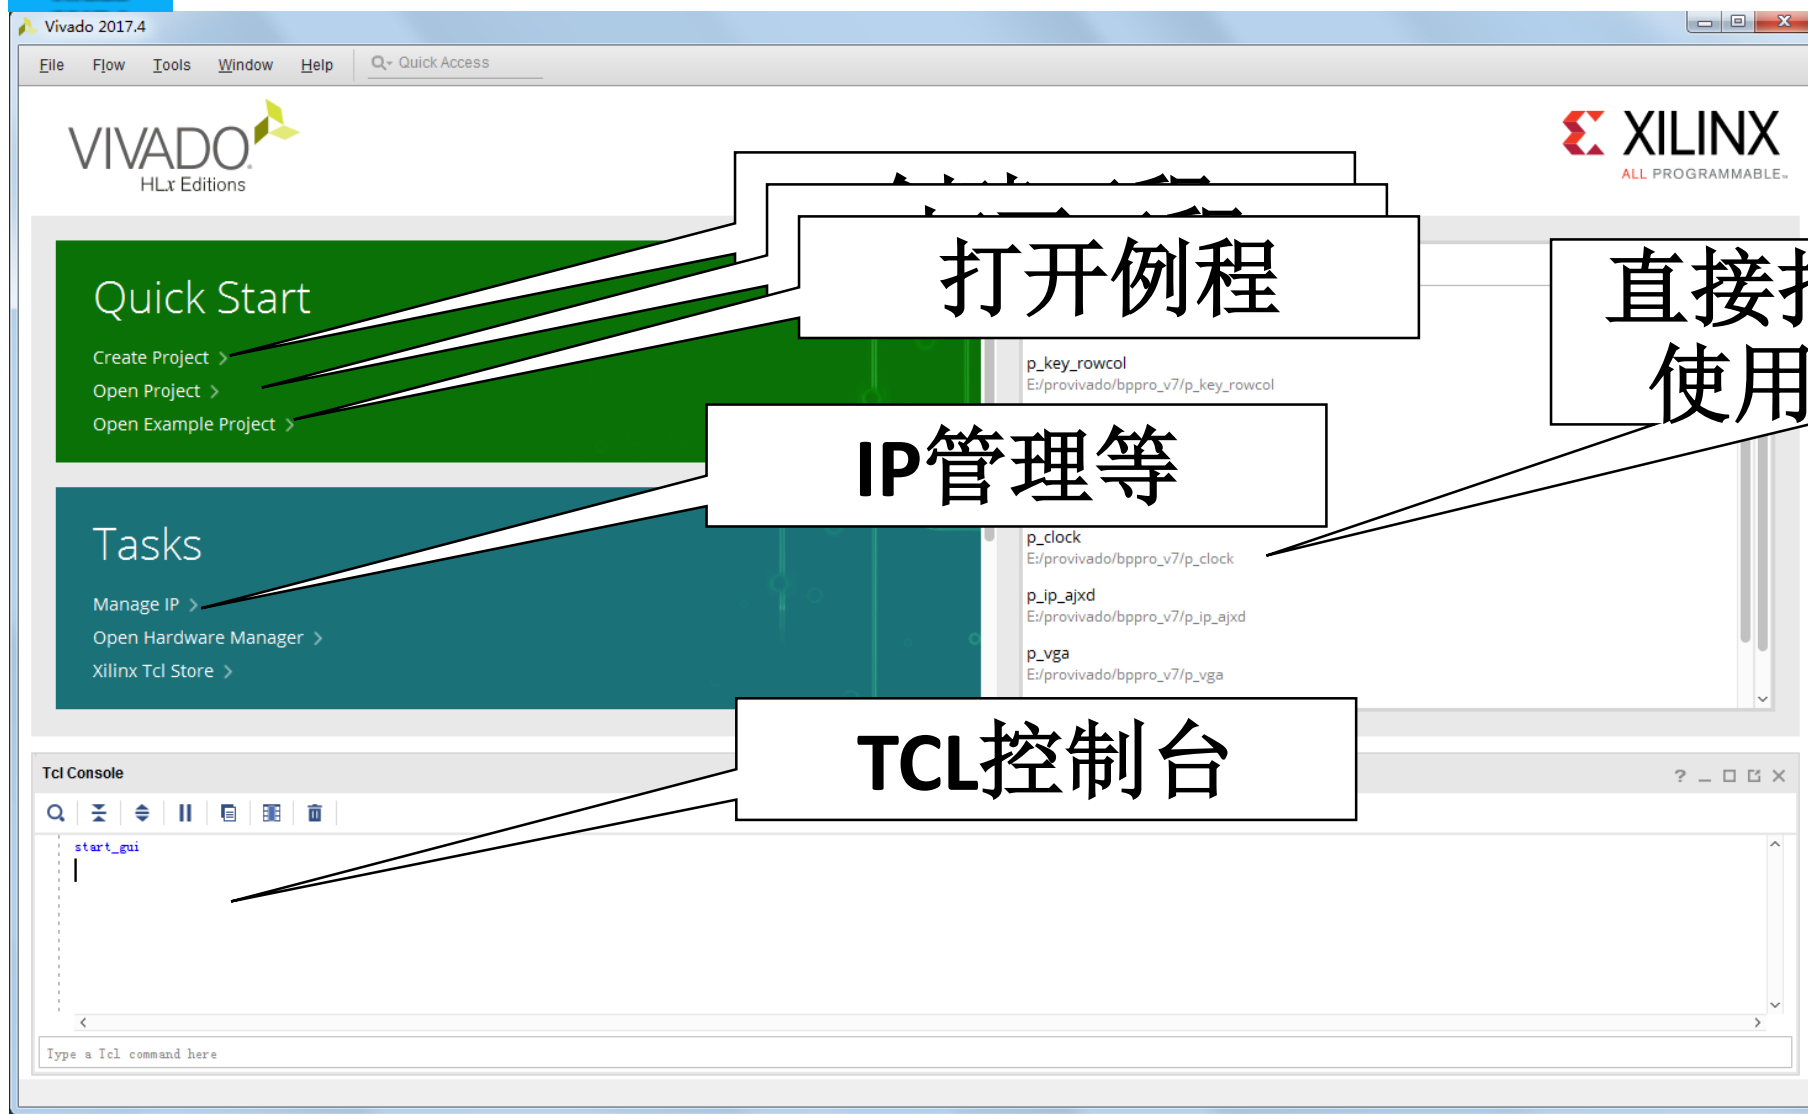 Vivado 2017.4
File Flow Tools Window Help Quick Access
VIVADO
HLx Editions
XILINX
ALL PROGRAMMABLE
打开例程
直接
使用
Quick Start
Create Project >
Open Project >
Open Example Project >
p_key_rowcol
E:/provivado/bppro_v7/p_key_rowcol
IP管理等
Tasks
Manage IP >
Open Hardware Manager >
Xilinx Tcl Store >
p_clock
E:/provivado/bppro_v7/p_clock
p_ip_ajxd
E:/provivado/bppro_v7/p_ip_ajxd
p_vga
E:/provivado/bppro_v7/p_vga
TCL控制台
Tcl Console
start_gui
Type a Tcl command here